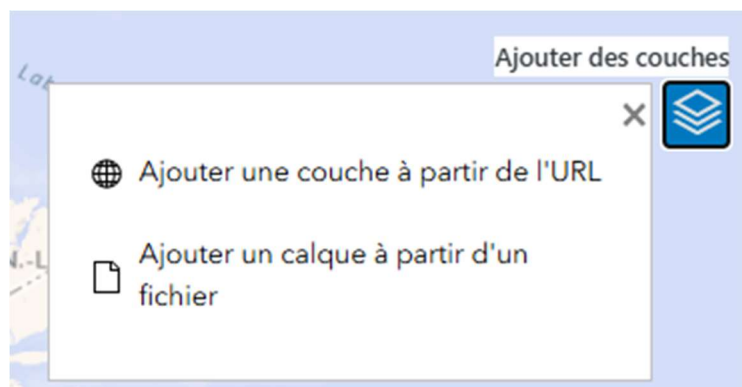 Ajouter des couches
Ajouter une couche à partir de l'URL
Ajouter un calque à partir d'un
fichier